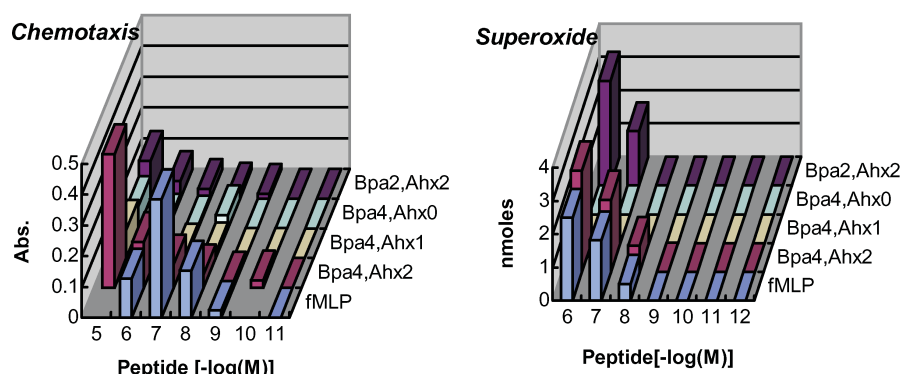 Chemotaxis
0.5
0.4
0.3
0.2
0.1
0
Abs.
5 6 7 8 9 10 11
Peptide [-log(M)]
Bpa2,Ahx2
Bpa4,Ahx0
Bpa4,Ahx1
Bpa4,Ahx2
fMLP
Superoxide
4
3
2
1
0
nmoles
6 7 8 9 10 11 12
Peptide[-log(M)]
Bpa2,Ahx2
Bpa4,Ahx0
Bpa4,Ahx1
Bpa4,Ahx2
fMLP